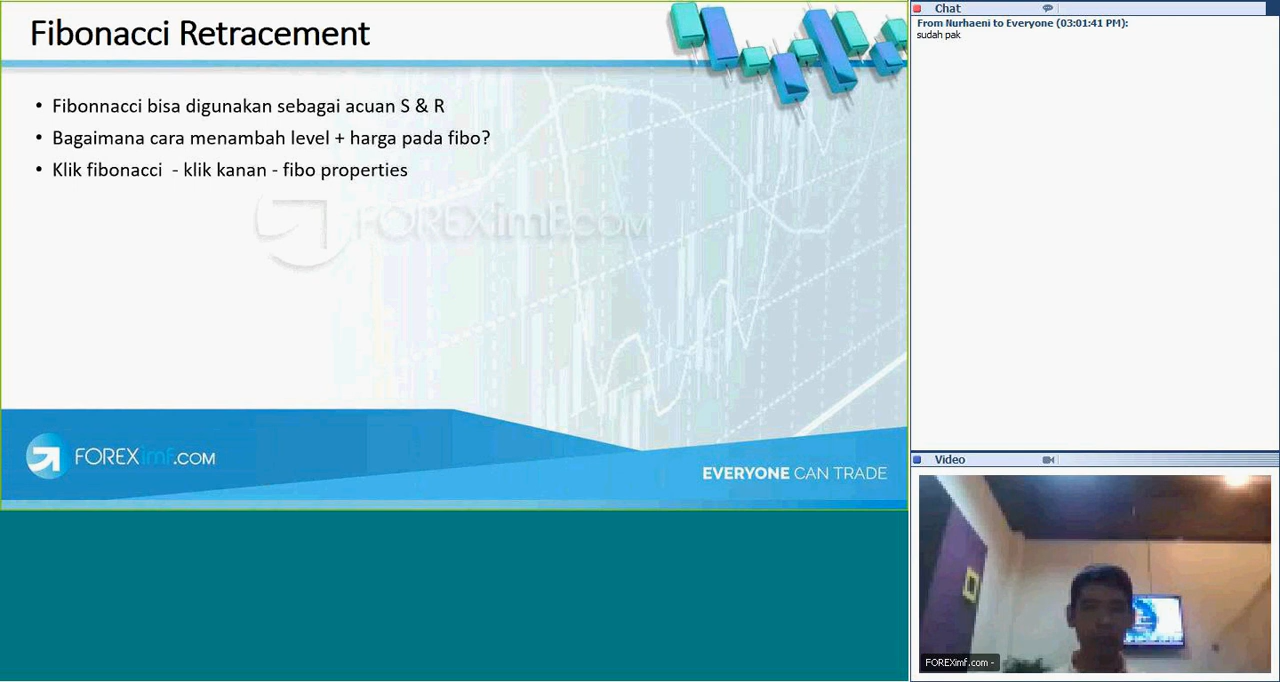 Fibonacci Retracement
• Fibonnacci bisa digunakan sebagai acuan S & R
• Bagaimana cara menambah level + harga pada fibo?
• Klik fibonacci - klik kanan - fibo properties
FOREXimf.COM
FOREXimf.COM
EVERYONE CAN TRADE
Chat
From Nurhaeni to Everyone (03:01:41 PM):
sudah pak
Video
FOREXimf.com -